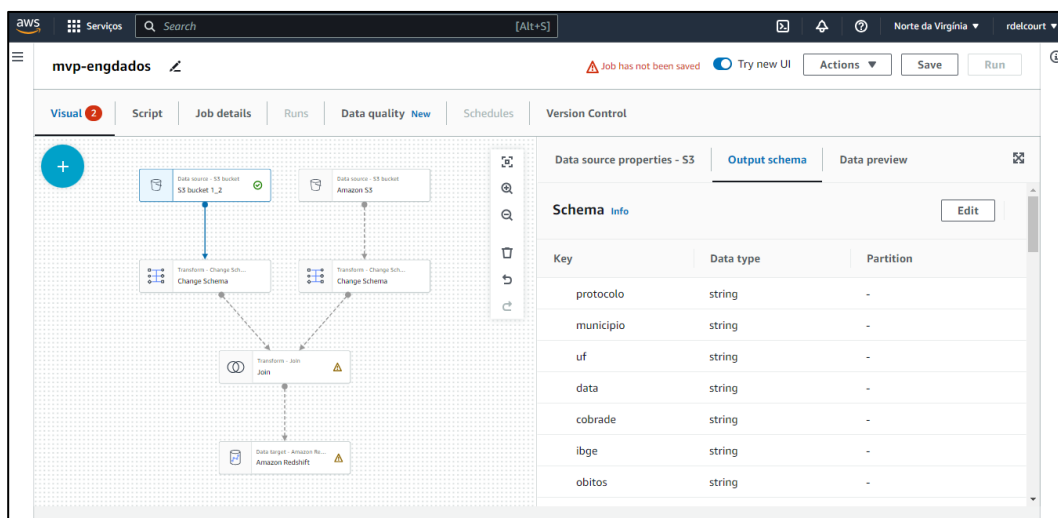 aws Serviços Search [Alt+S] Norte da Virgínia ▼ rdelcourt ▼
mvp-engdados Job has not been saved Try new UI Actions ▼ Save Run
Visual 2 Script Job details Runs Data quality New Schedules Version Control
Data source properties - S3 Output schema Data preview
Data source - S3 bucket
S3 bucket 1_2
Data source - S3 bucket
Amazon S3
Transform - Change Sch...
Change Schema
Transform - Change Sch...
Change Schema
Transform - Join
Join
Data target - Amazon Re...
Amazon Redshift
Schema Info Edit
Key Data type Partition
protocolo string -
municipio string -
uf string -
data string -
cobrade string -
ibge string -
obitos string -